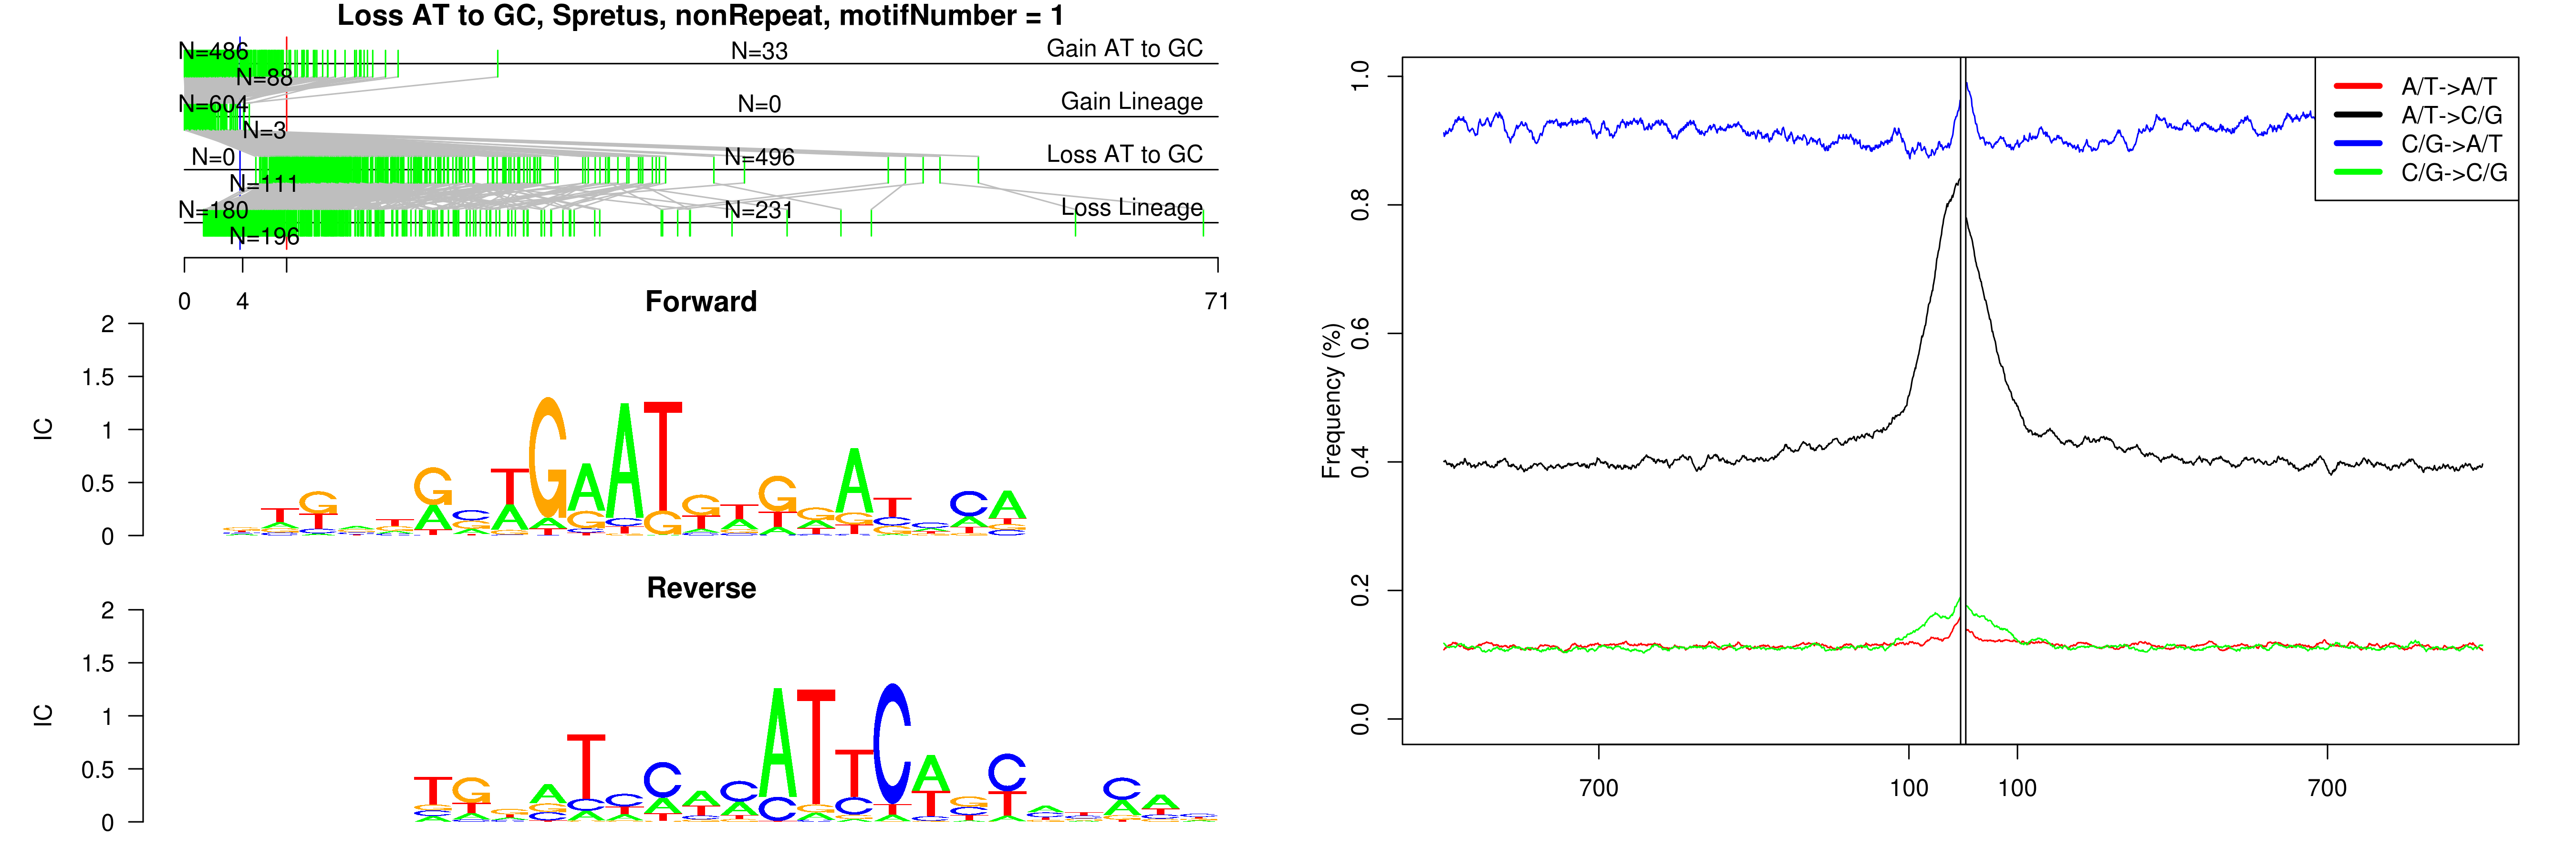 Loss AT to GC, Spretus, nonRepeat, motifNumber = 1
N=486 N=33 Gain AT to GC
N=88
N=604 N=0 Gain Lineage
N=3
N=0 N=496 Loss AT to GC
N=111
N=180 N=231 Loss Lineage
N=196
0 4 71
Forward
IC
2
1.5
1
0.5
0
Reverse
IC
2
1.5
1
0.5
0
Frequency (%)
1.0
0.8
0.6
0.4
0.2
0.0
700 100 100 700
A/T->A/T
A/T->C/G
C/G->A/T
C/G->C/G